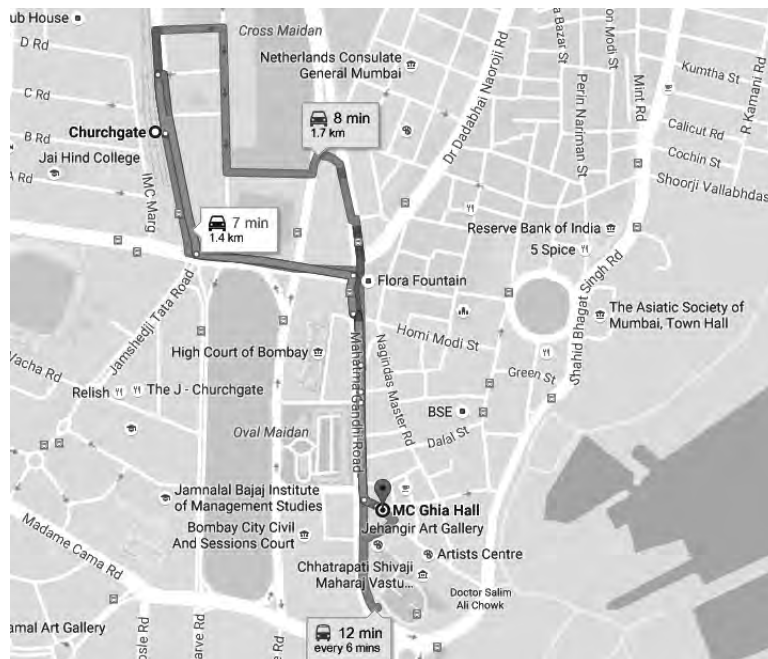 ub House
D Rd
C Rd
B Rd
A Rd
Churchgate
Jai Hind College
IMC Marg
Cross Maidan
Netherlands Consulate
General Mumbai
8 min
1.7 km
7 min
1.4 km
Dr Dadabhai Naoroji Rd
a Bazar St
on Modi St
Perin Nariman St
Mint Rd
Kumtha St
R Kamani Rd
Calicut Rd
Cochin St
Shoorji Vallabhdas
Reserve Bank of India
5 Spice
Shahid Bhagat Singh Rd
The Asiatic Society of
Mumbai, Town Hall
Flora Fountain
Jamshedji Tata Road
Vacha Rd
High Court of Bombay
Mahatma Gandhi Road
Nagindas Master Rd
Homi Modi St
Green St
Relish
The J - Churchgate
BSE
Dalal St
Oval Maidan
Jamnalal Bajaj Institute
of Management Studies
MC Ghia Hall
Jehangir Art Gallery
Bombay City Civil
And Sessions Court
Artists Centre
Chhatrapati Shivaji
Maharaj Vastu...
Doctor Salim
Ali Chowk
Madame Cama Rd
amal Art Gallery
osle Rd
arve Rd
e Rd
12 min
every 6 mins